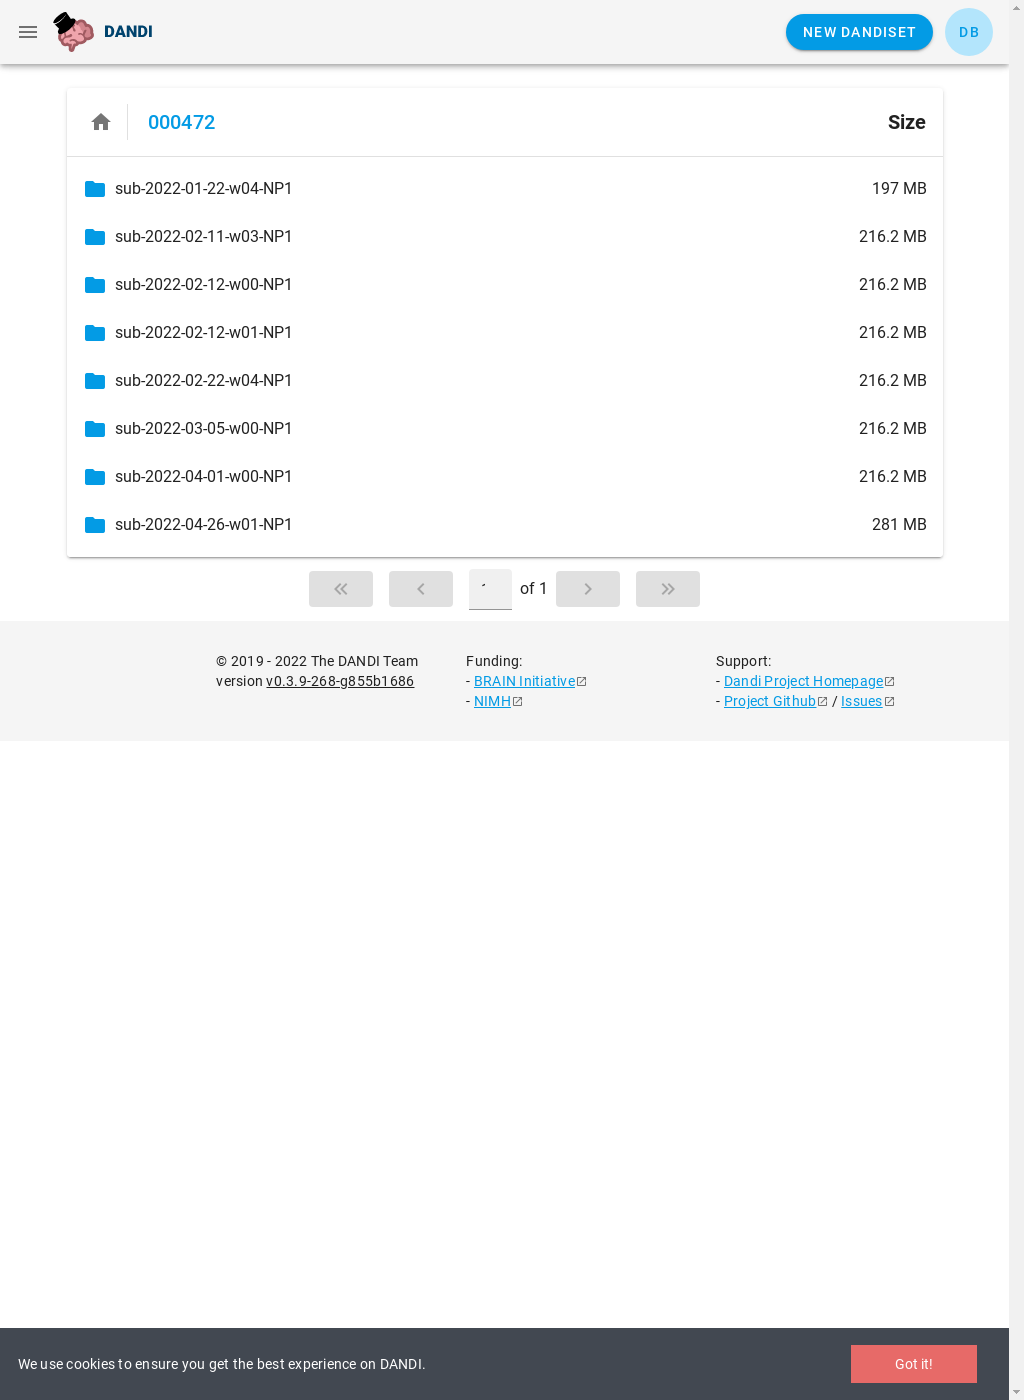 DANDI
NEW DANDISET
DB
000472
Size
sub-2022-01-22-w04-NP1 197 MB
sub-2022-02-11-w03-NP1 216.2 MB
sub-2022-02-12-w00-NP1 216.2 MB
sub-2022-02-12-w01-NP1 216.2 MB
sub-2022-02-22-w04-NP1 216.2 MB
sub-2022-03-05-w00-NP1 216.2 MB
sub-2022-04-01-w00-NP1 216.2 MB
sub-2022-04-26-w01-NP1 281 MB
of 1
© 2019 - 2022 The DANDI Team
version v0.3.9-268-g855b1686
Funding:
- BRAIN Initiative
- NIMH
Support:
- Dandi Project Homepage
- Project Github / Issues
We use cookies to ensure you get the best experience on DANDI.
Got it!